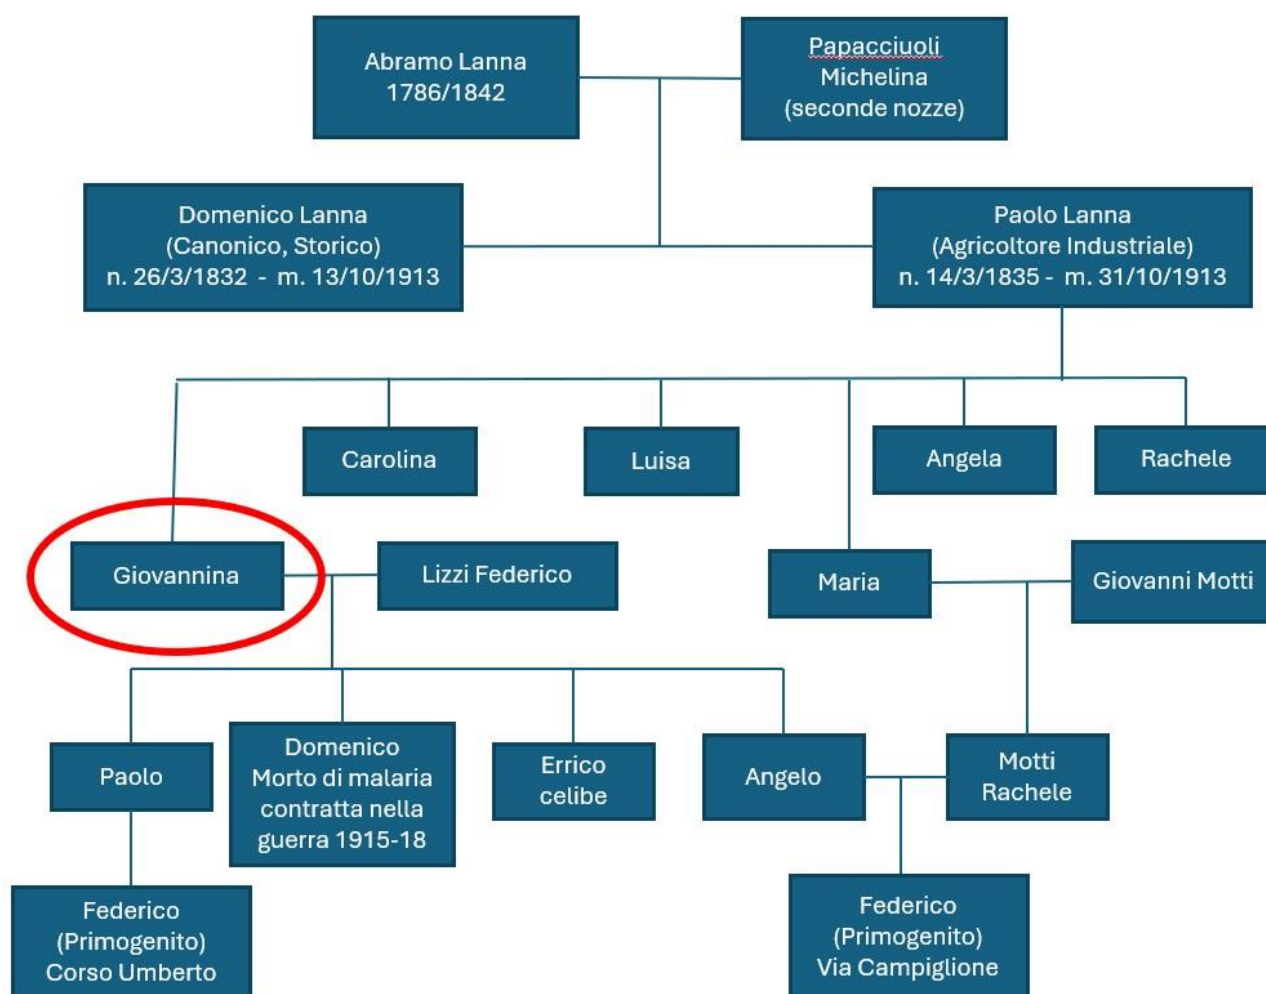 Abramo Lanna
1786/1842
Papacciuoli
Michelina
(seconde nozze)
Domenico Lanna
(Canonico, Storico)
n. 26/3/1832 - m. 13/10/1913
Paolo Lanna
(Agricoltore Industriale)
n. 14/3/1835 - m. 31/10/1913
Carolina
Luisa
Angela
Rachele
Giovannina
Lizzi Federico
Maria
Giovanni Motti
Paolo
Domenico
Morto di malaria
contratta nella
guerra 1915-18
Errico
celibe
Angelo
Motti
Rachele
Federico
(Primogenito)
Corso Umberto
Federico
(Primogenito)
Via Campiglione